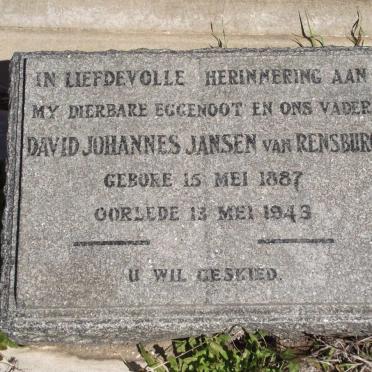 IN LIEFDEVOLLE HERINNERING AAN
MY DIERBARE EGGENOOT EN ONS VADER
DAVID JOHANNES JANSEN VAN RENSBURG
GEBORE 15 MEI 1887
OORLEDE 13 MEI 1943
U WIL GESKIED.